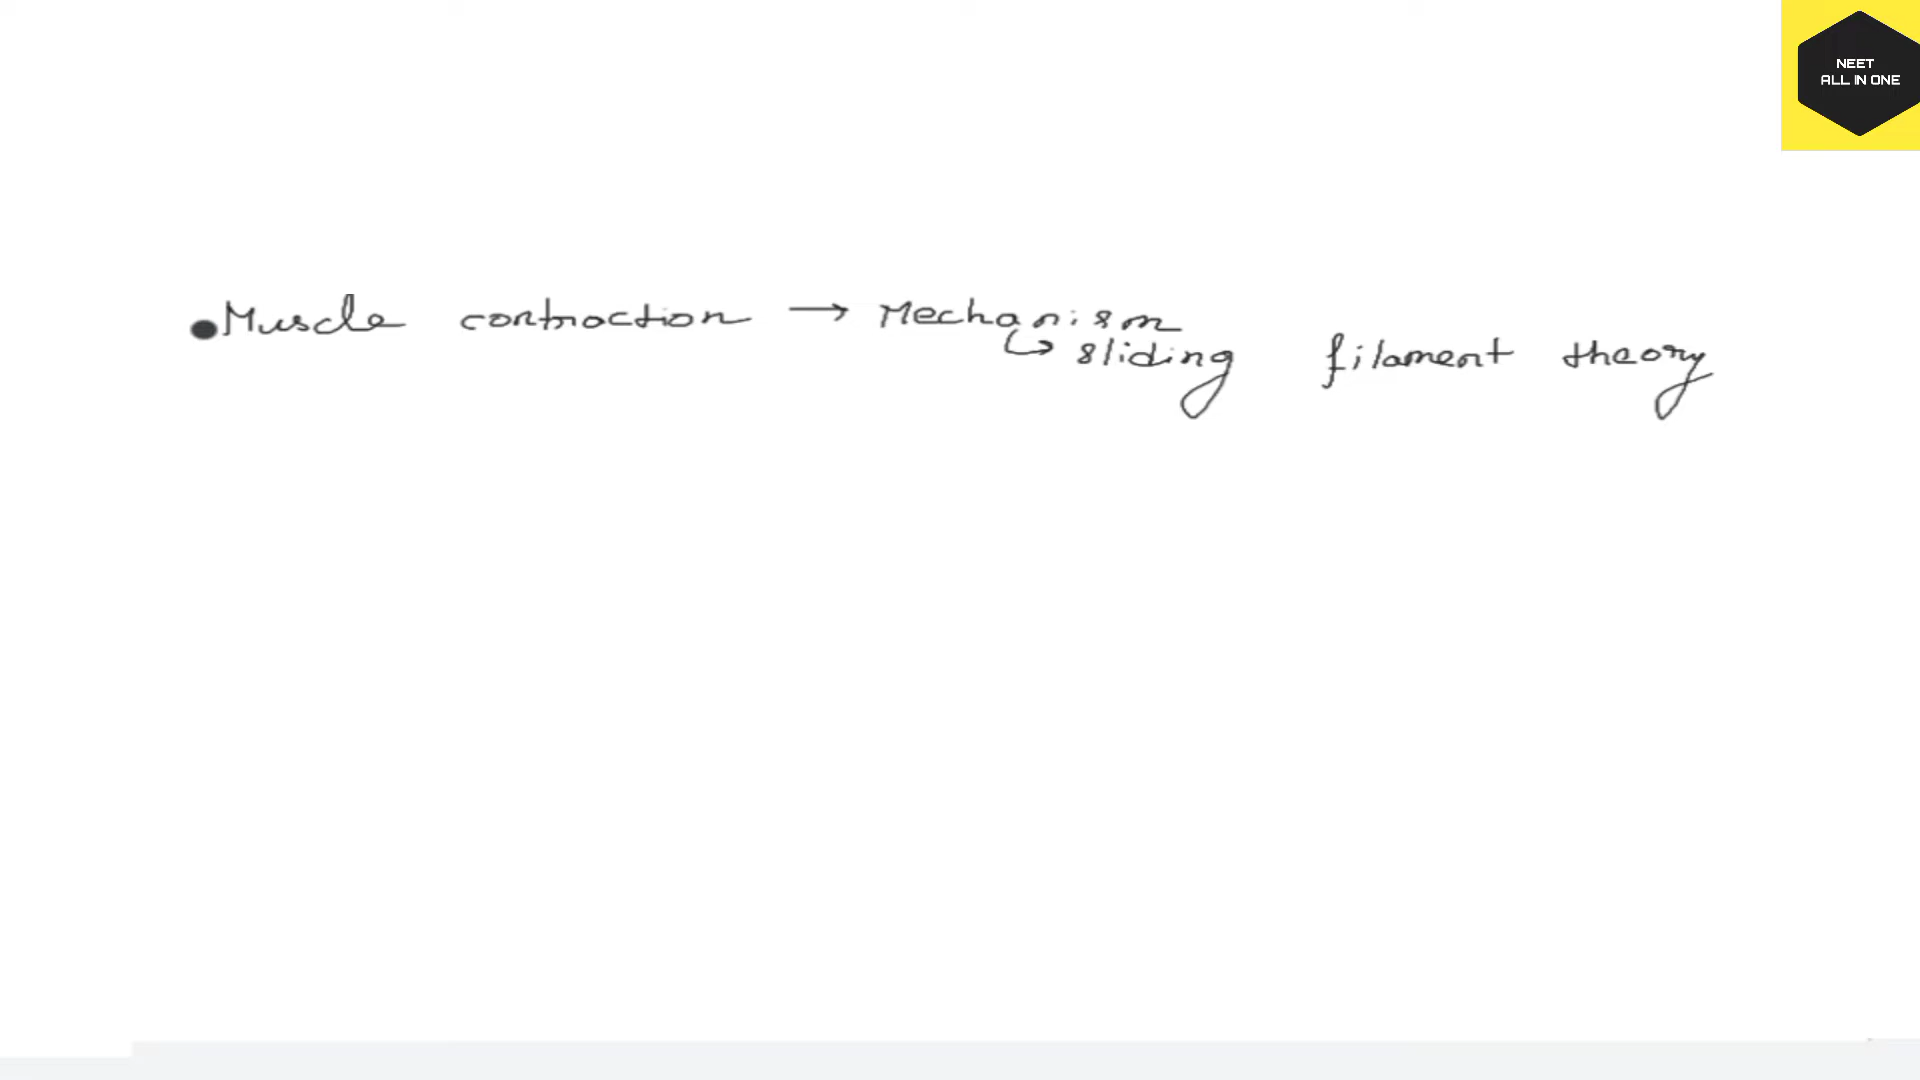 NEET
ALL IN ONE
•Muscle contraction → Mechanism
↳ sliding filament theory